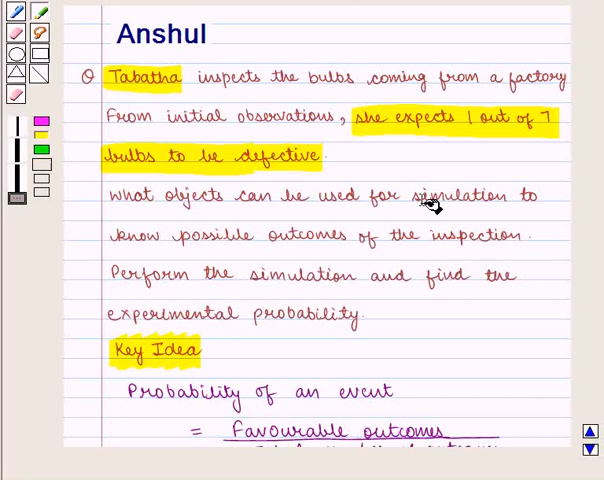 Anshul
Q Tabatha inspects the bulbs coming from a factory
From initial observations, she expects 1 out of 7
bulbs to be defective.
What objects can be used for simulation to
know possible outcomes of the inspection.
Perform the simulation and find the
experimental probability.
Key Idea
Probability of an event
= Favourable outcomes